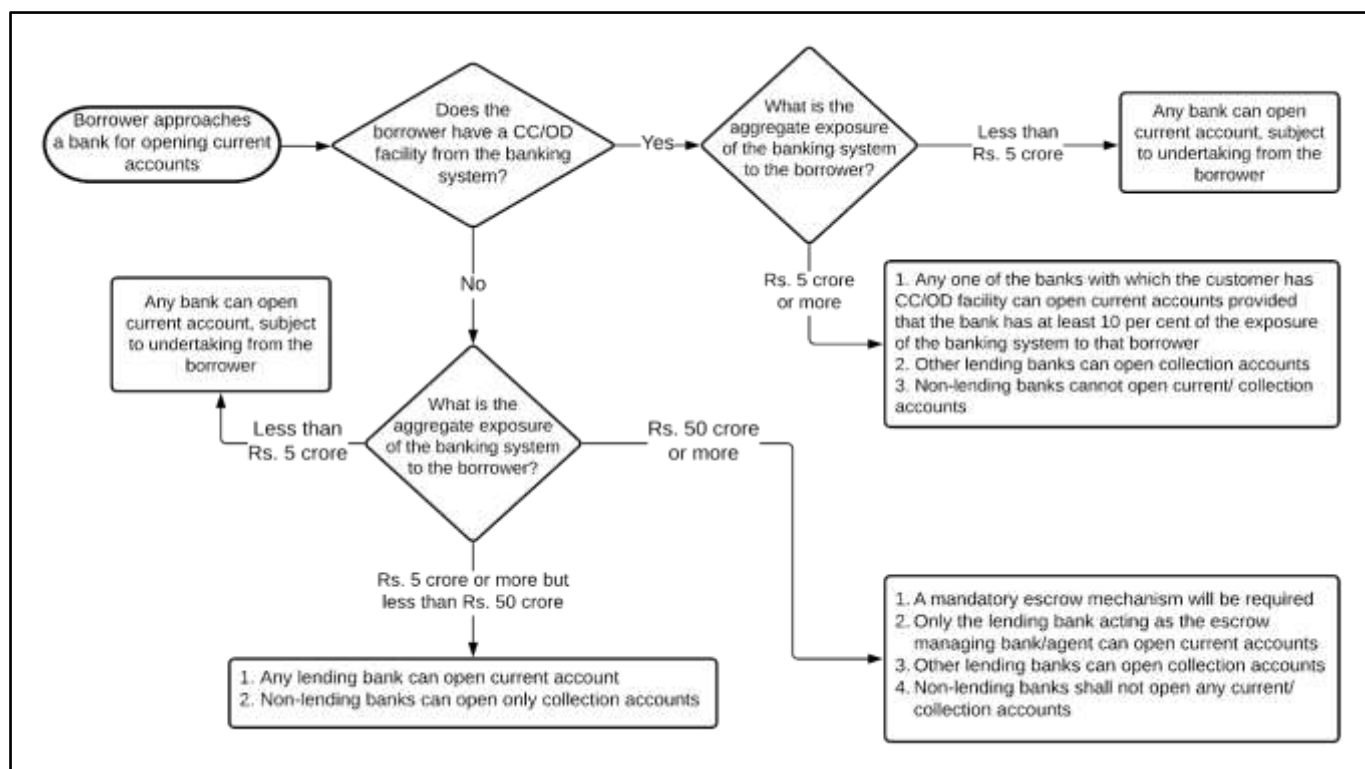 Borrower approaches
a bank for opening current
accounts
Does the
borrower have a CC/OD
facility from the banking
system?
Yes
What is the
aggregate exposure
of the banking system
to the borrower?
Less than
Rs. 5 crore
Any bank can open
current account, subject
to undertaking from the
borrower
Rs. 5 crore
or more
1. Any one of the banks with which the customer has
CC/OD facility can open current accounts provided
that the bank has at least 10 per cent of the exposure
of the banking system to that borrower
2. Other lending banks can open collection accounts
3. Non-lending banks cannot open current/ collection
accounts
No
Any bank can open
current account, subject
to undertaking from the
borrower
Less than
Rs. 5 crore
What is the
aggregate exposure
of the banking system
to the borrower?
Rs. 50 crore
or more
Rs. 5 crore or more but
less than Rs. 50 crore
1. Any lending bank can open current account
2. Non-lending banks can open only collection accounts
1. A mandatory escrow mechanism will be required
2. Only the lending bank acting as the escrow
managing bank/agent can open current accounts
3. Other lending banks can open collection accounts
4. Non-lending banks shall not open any current/
collection accounts